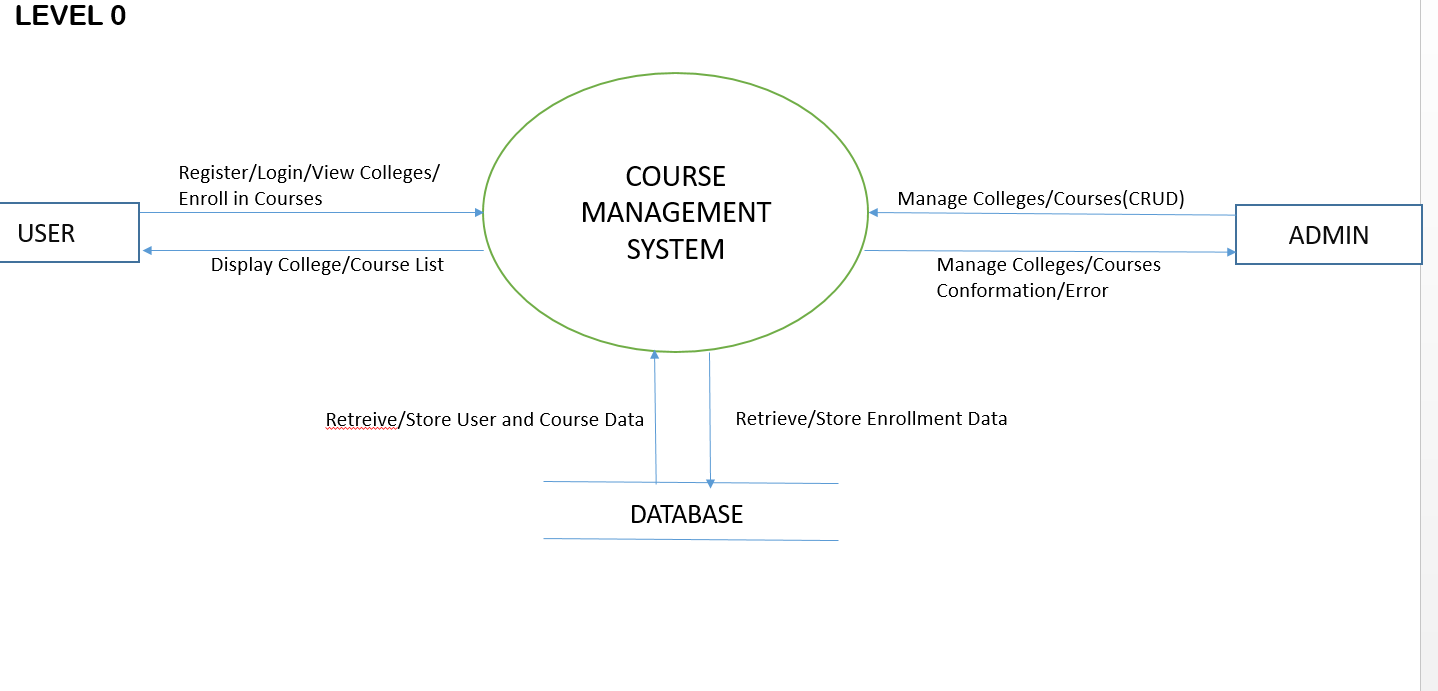 LEVEL 0
Register/Login/View Colleges/
Enroll in Courses
USER
Display College/Course List
COURSE
MANAGEMENT
SYSTEM
Manage Colleges/Courses(CRUD)
ADMIN
Manage Colleges/Courses
Conformation/Error
Retreive/Store User and Course Data
Retrieve/Store Enrollment Data
DATABASE